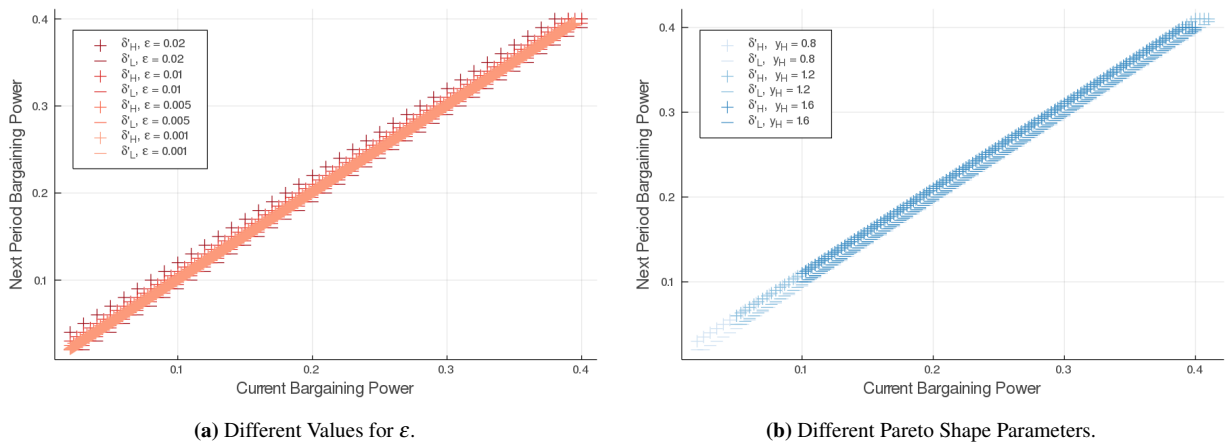 Next Period Bargaining Power
0.4
0.3
0.2
0.1
δ'H, ε = 0.02
δ'L, ε = 0.02
δ'H, ε = 0.01
δ'L, ε = 0.01
δ'H, ε = 0.005
δ'L, ε = 0.005
δ'H, ε = 0.001
δ'L, ε = 0.001
0.1 0.2 0.3 0.4
Current Bargaining Power
(a) Different Values for ε.
Next Period Bargaining Power
0.4
0.3
0.2
0.1
δ'H, yH = 0.8
δ'L, yH = 0.8
δ'H, yH = 1.2
δ'L, yH = 1.2
δ'H, yH = 1.6
δ'L, yH = 1.6
0.1 0.2 0.3 0.4
Current Bargaining Power
(b) Different Pareto Shape Parameters.